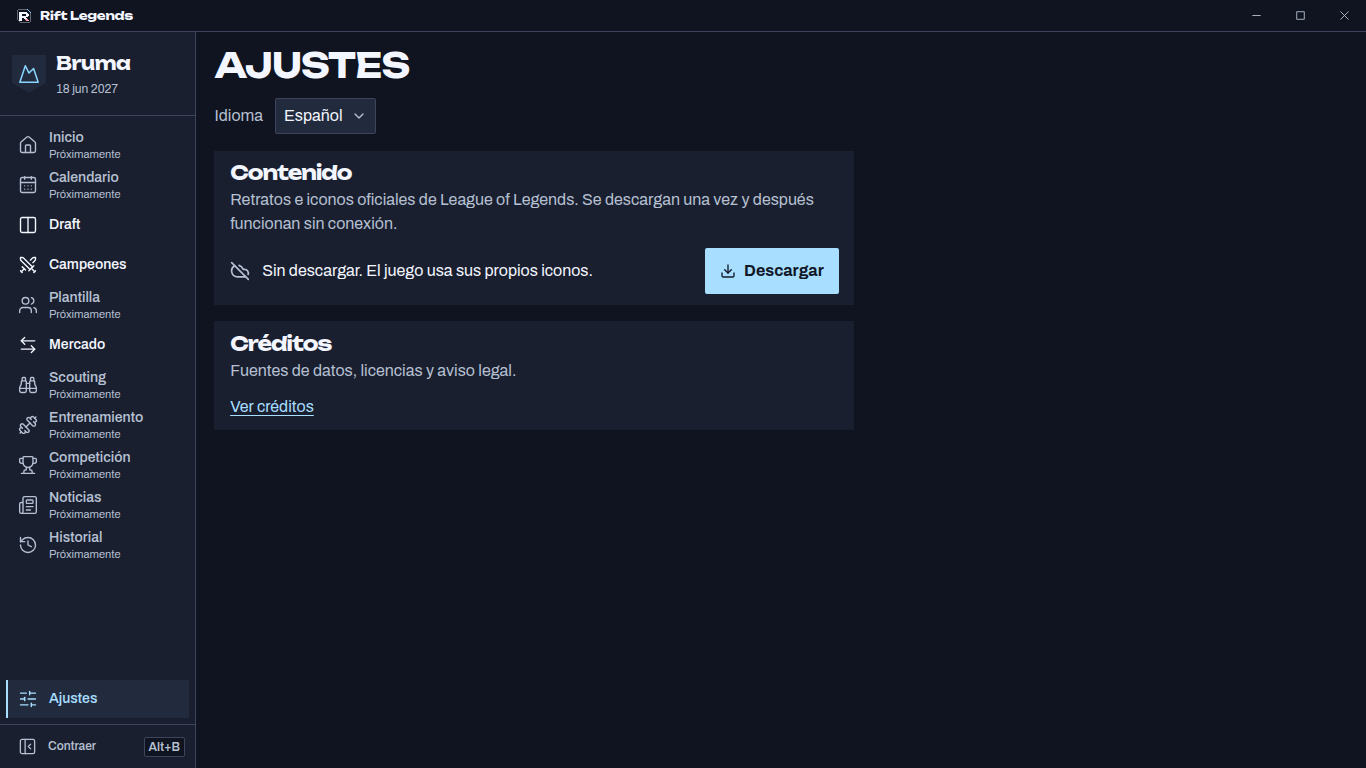 Rift Legends
Bruma
18 jun 2027
Inicio
Próximamente
Calendario
Próximamente
Draft
Campeones
Plantilla
Próximamente
Mercado
Scouting
Próximamente
Entrenamiento
Próximamente
Competición
Próximamente
Noticias
Próximamente
Historial
Próximamente
Ajustes
Contraer Alt+B
AJUSTES
Idioma Español
Contenido
Retratos e iconos oficiales de League of Legends. Se descargan una vez y después
funcionan sin conexión.
Sin descargar. El juego usa sus propios iconos. Descargar
Créditos
Fuentes de datos, licencias y aviso legal.
Ver créditos